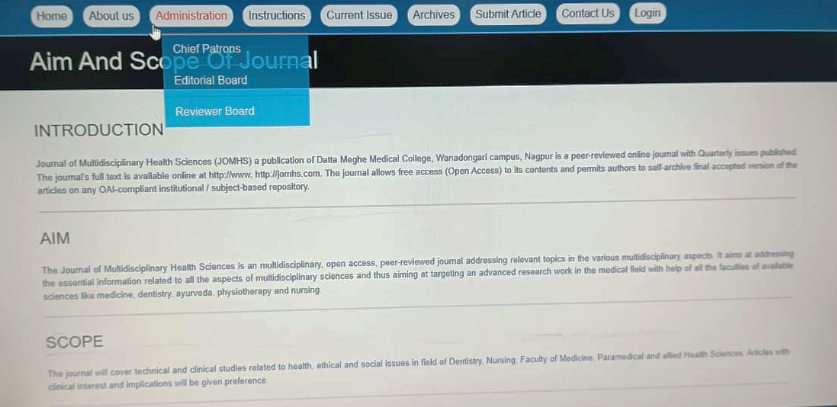 Home About us Administration Instructions Current Issue Archives Submit Article Contact Us Login
Chief Patrops
Aim And Scope Of Journal
Editorial Board
Reviewer Board
INTRODUCTION
Journal of Multidisciplinary Health Sciences (JOMHS) a publication of Datta Meghe Medical College, Wanadongari campus, Nagpur is a peer-reviewed online journal with Quarterly issues published
The journal's full text is available online at http://www. http://jomhs.com. The journal allows free access (Open Access) to its contents and permits authors to self-archive final accepted version of the
articles on any OAI-compliant institutional / subject-based repository.
AIM
The Journal of Multidisciplinary Health Sciences is an multidisciplinary, open access, peer-reviewed journal addressing relevant topics in the various multidisciplinary aspects. It aims at addressing
the essential information related to all the aspects of multidisciplinary sciences and thus aiming at targeting an advanced research work in the medical field with help of all the faculties of available
sciences like medicine, dentistry, ayurveda, physiotherapy and nursing.
SCOPE
The journal will cover technical and clinical studies related to health, ethical and social issues in field of Dentistry, Nursing, Faculty of Medicine, Paramedical and allied Health Sciences. Articles with
clinical interest and implications will be given preference.